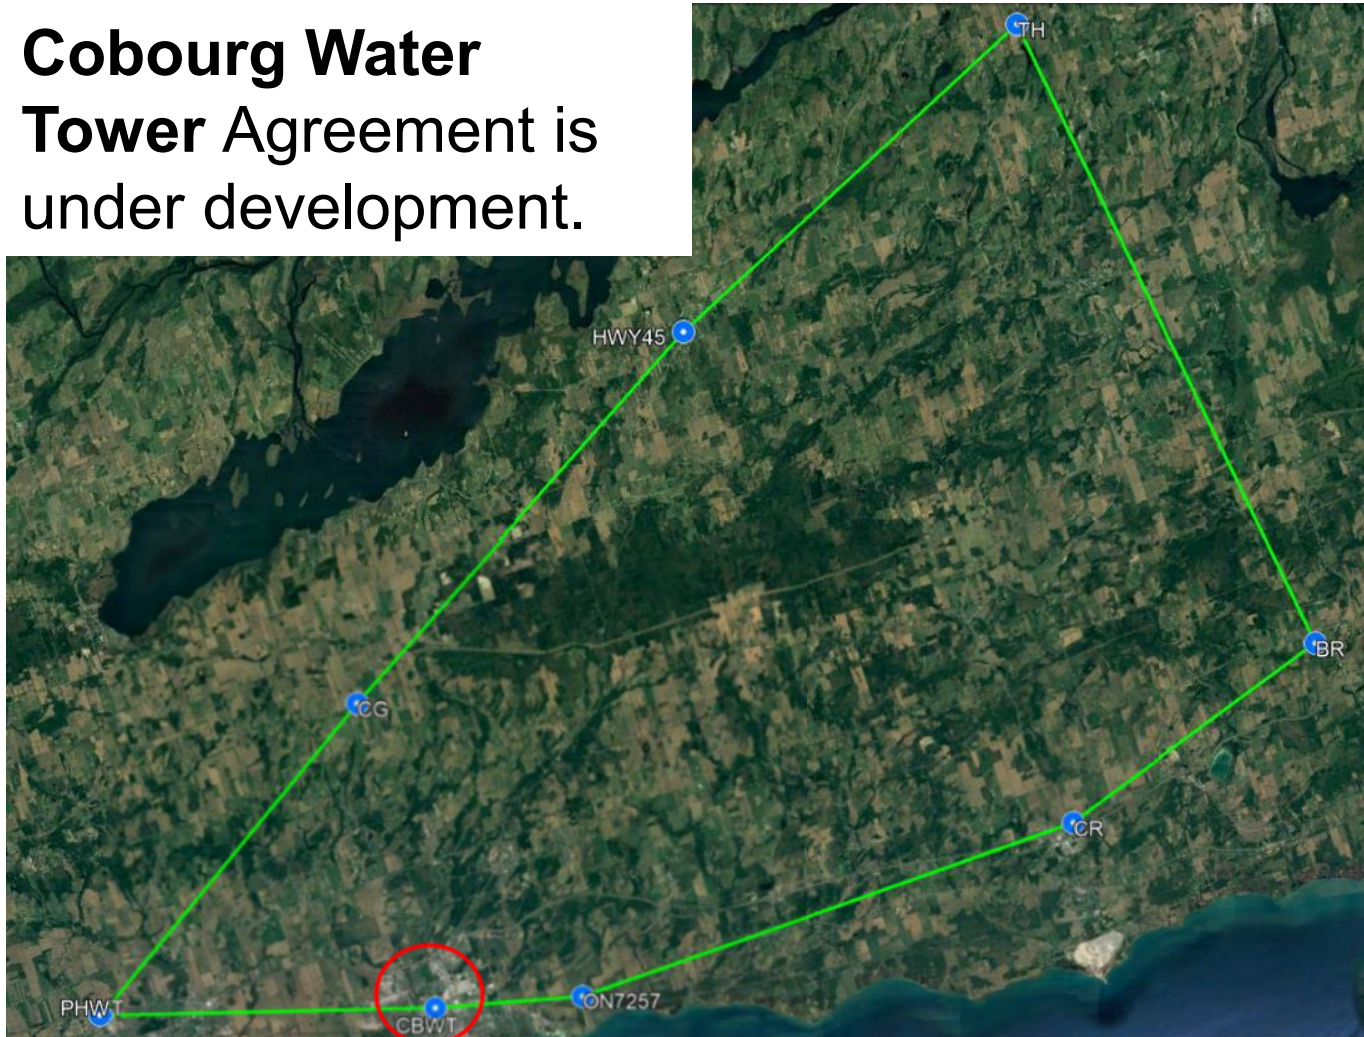 Cobourg Water
Tower Agreement is
under development.
TH
HWY45
BR
CG
CR
ON7257
PHWT
CBWT